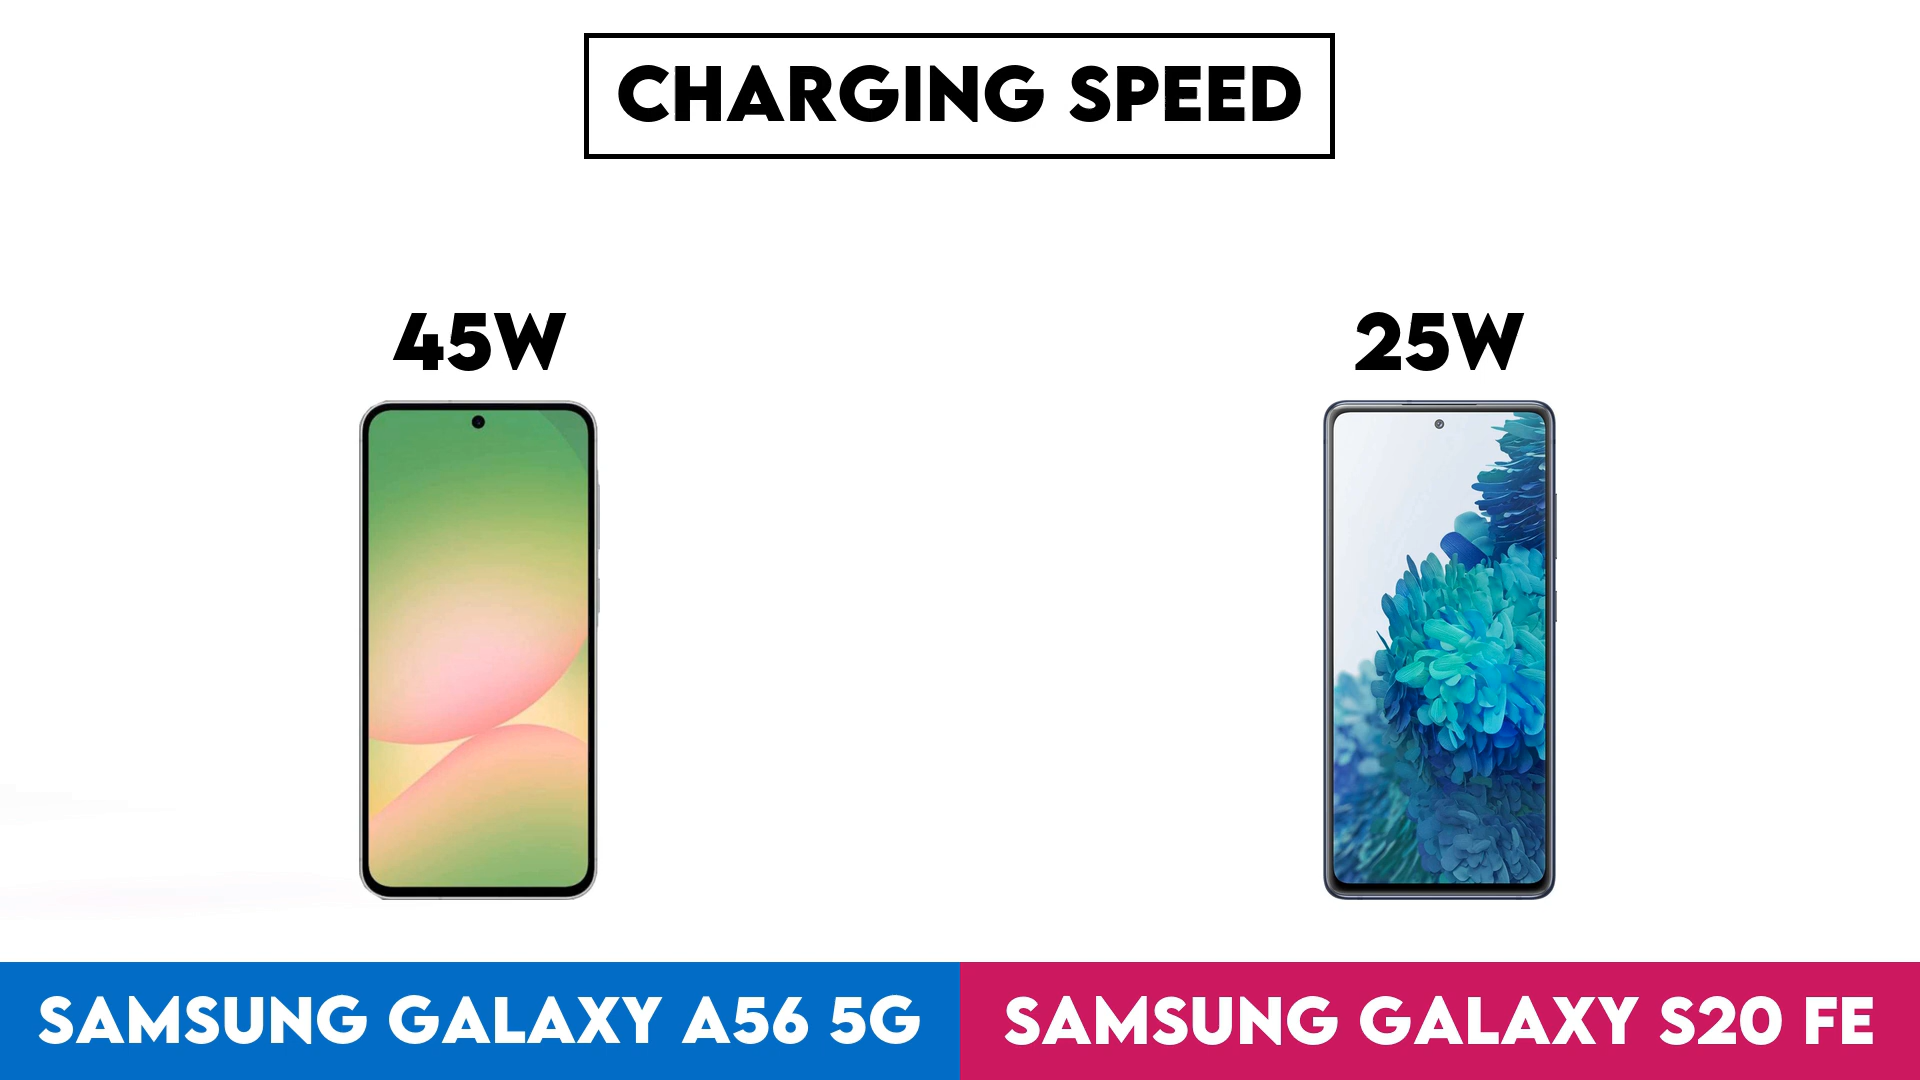 CHARGING SPEED
45W
25W
SAMSUNG GALAXY A56 5G
SAMSUNG GALAXY S20 FE